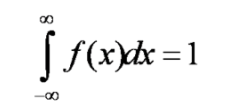 ∫_{-∞}^{∞} f(x)dx = 1